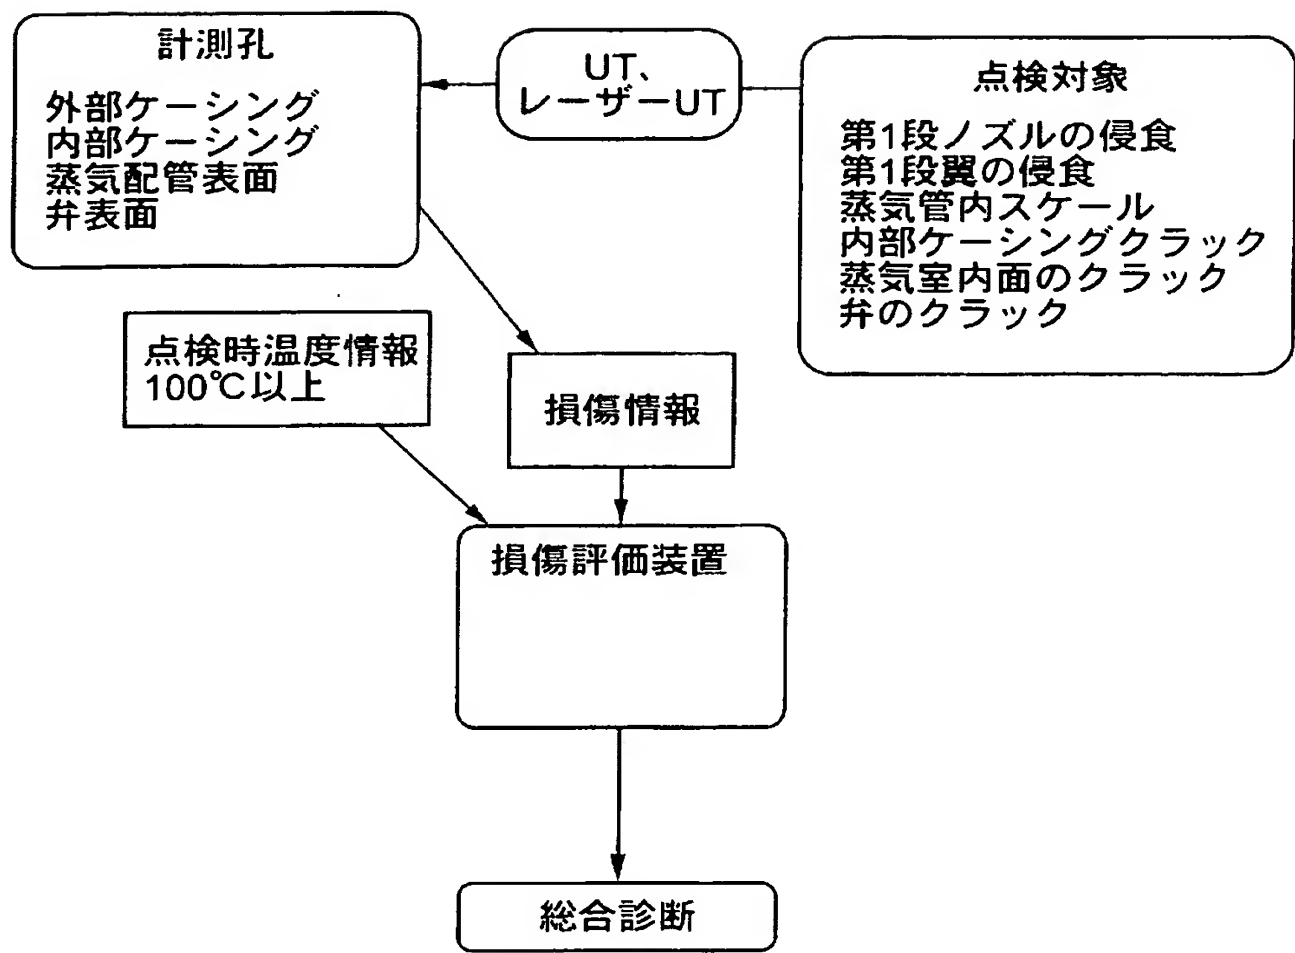 計測孔
外部ケーシング
内部ケーシング
蒸気配管表面
弁表面
UT、
レーザーUT
点検対象
第1段ノズルの侵食
第1段翼の侵食
蒸気管内スケール
内部ケーシングクラック
蒸気室内面のクラック
弁のクラック
点検時温度情報
100℃以上
損傷情報
損傷評価装置
総合診断